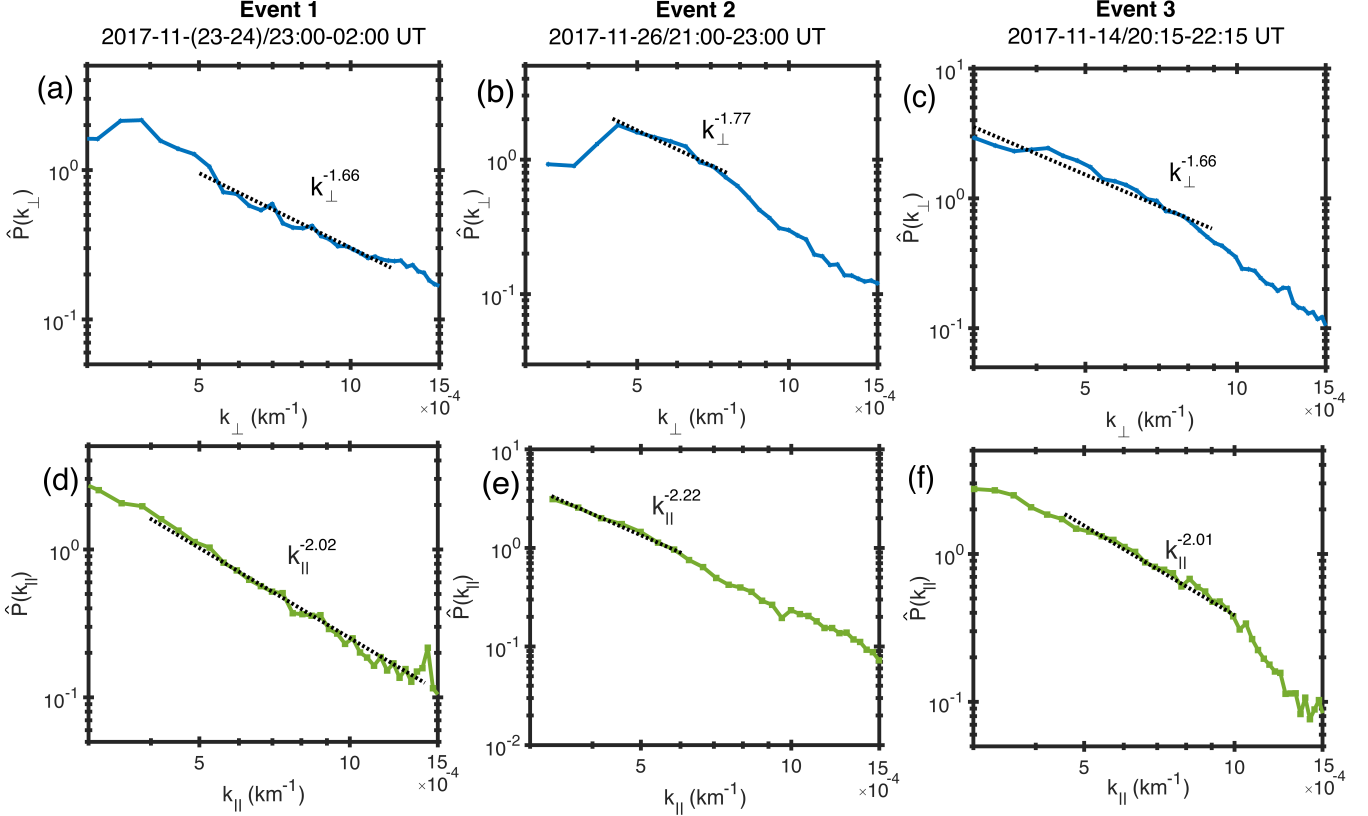 Event 1
2017-11-(23-24)/23:00-02:00 UT
Event 2
2017-11-26/21:00-23:00 UT
Event 3
2017-11-14/20:15-22:15 UT
(a)
P̂(k⊥)
10⁰
10⁻¹
k⊥^-1.66
5
10
15
×10⁻⁴
k⊥ (km⁻¹)
(b)
P̂(k⊥)
10⁰
10⁻¹
k⊥^-1.77
5
10
15
×10⁻⁴
k⊥ (km⁻¹)
(c)
P̂(k⊥)
10¹
10⁰
10⁻¹
k⊥^-1.66
5
10
15
×10⁻⁴
k⊥ (km⁻¹)
(d)
P̂(k||)
10⁰
10⁻¹
k||^-2.02
5
10
15
×10⁻⁴
k|| (km⁻¹)
(e)
P̂(k||)
10¹
10⁰
10⁻¹
10⁻²
k||^-2.22
5
10
15
×10⁻⁴
k|| (km⁻¹)
(f)
P̂(k||)
10⁰
10⁻¹
k||^-2.01
5
10
15
×10⁻⁴
k|| (km⁻¹)